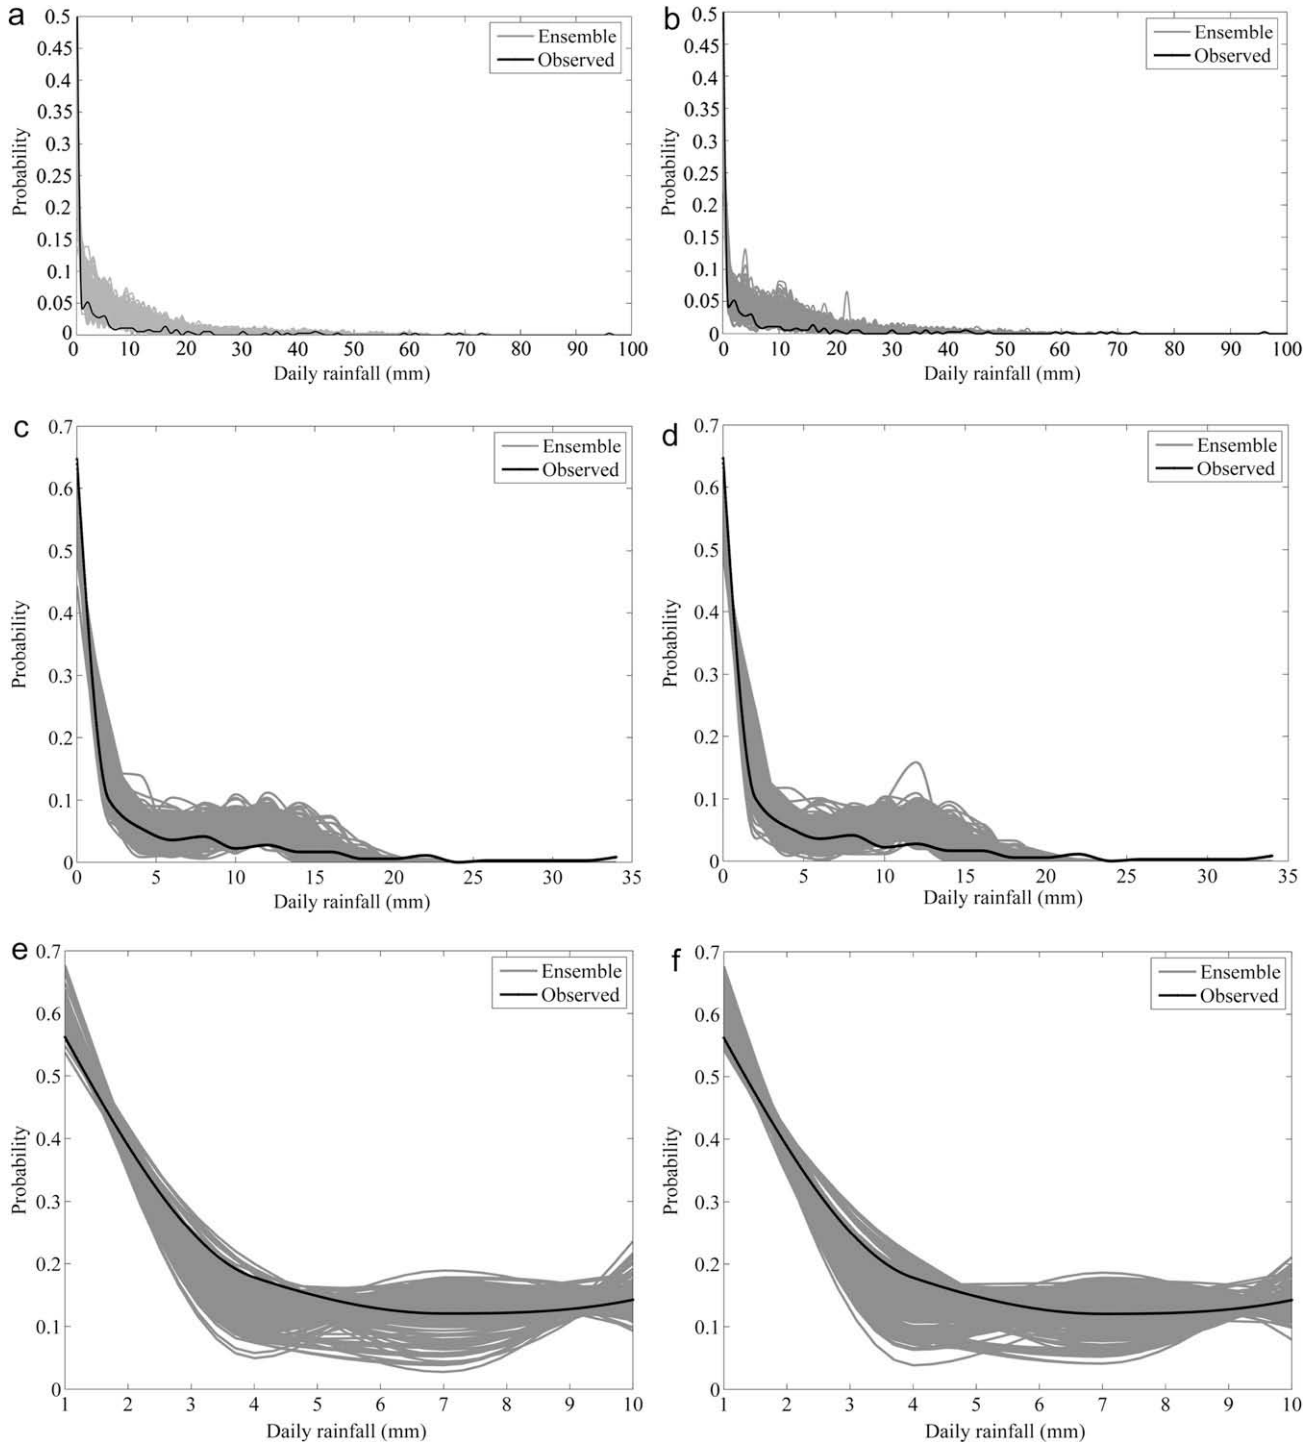 a
0.5
0.45
0.4
0.35
0.3
0.25
0.2
0.15
0.1
0.05
0
Probability
Ensemble
Observed
0 10 20 30 40 50 60 70 80 90 100
Daily rainfall (mm)
b
0.5
0.45
0.4
0.35
0.3
0.25
0.2
0.15
0.1
0.05
0
Probability
Ensemble
Observed
0 10 20 30 40 50 60 70 80 90 100
Daily rainfall (mm)
c
0.7
0.6
0.5
0.4
0.3
0.2
0.1
0
Probability
Ensemble
Observed
0 5 10 15 20 25 30 35
Daily rainfall (mm)
d
0.7
0.6
0.5
0.4
0.3
0.2
0.1
0
Probability
Ensemble
Observed
0 5 10 15 20 25 30 35
Daily rainfall (mm)
e
0.7
0.6
0.5
0.4
0.3
0.2
0.1
0
Probability
Ensemble
Observed
1 2 3 4 5 6 7 8 9 10
Daily rainfall (mm)
f
0.7
0.6
0.5
0.4
0.3
0.2
0.1
0
Probability
Ensemble
Observed
1 2 3 4 5 6 7 8 9 10
Daily rainfall (mm)